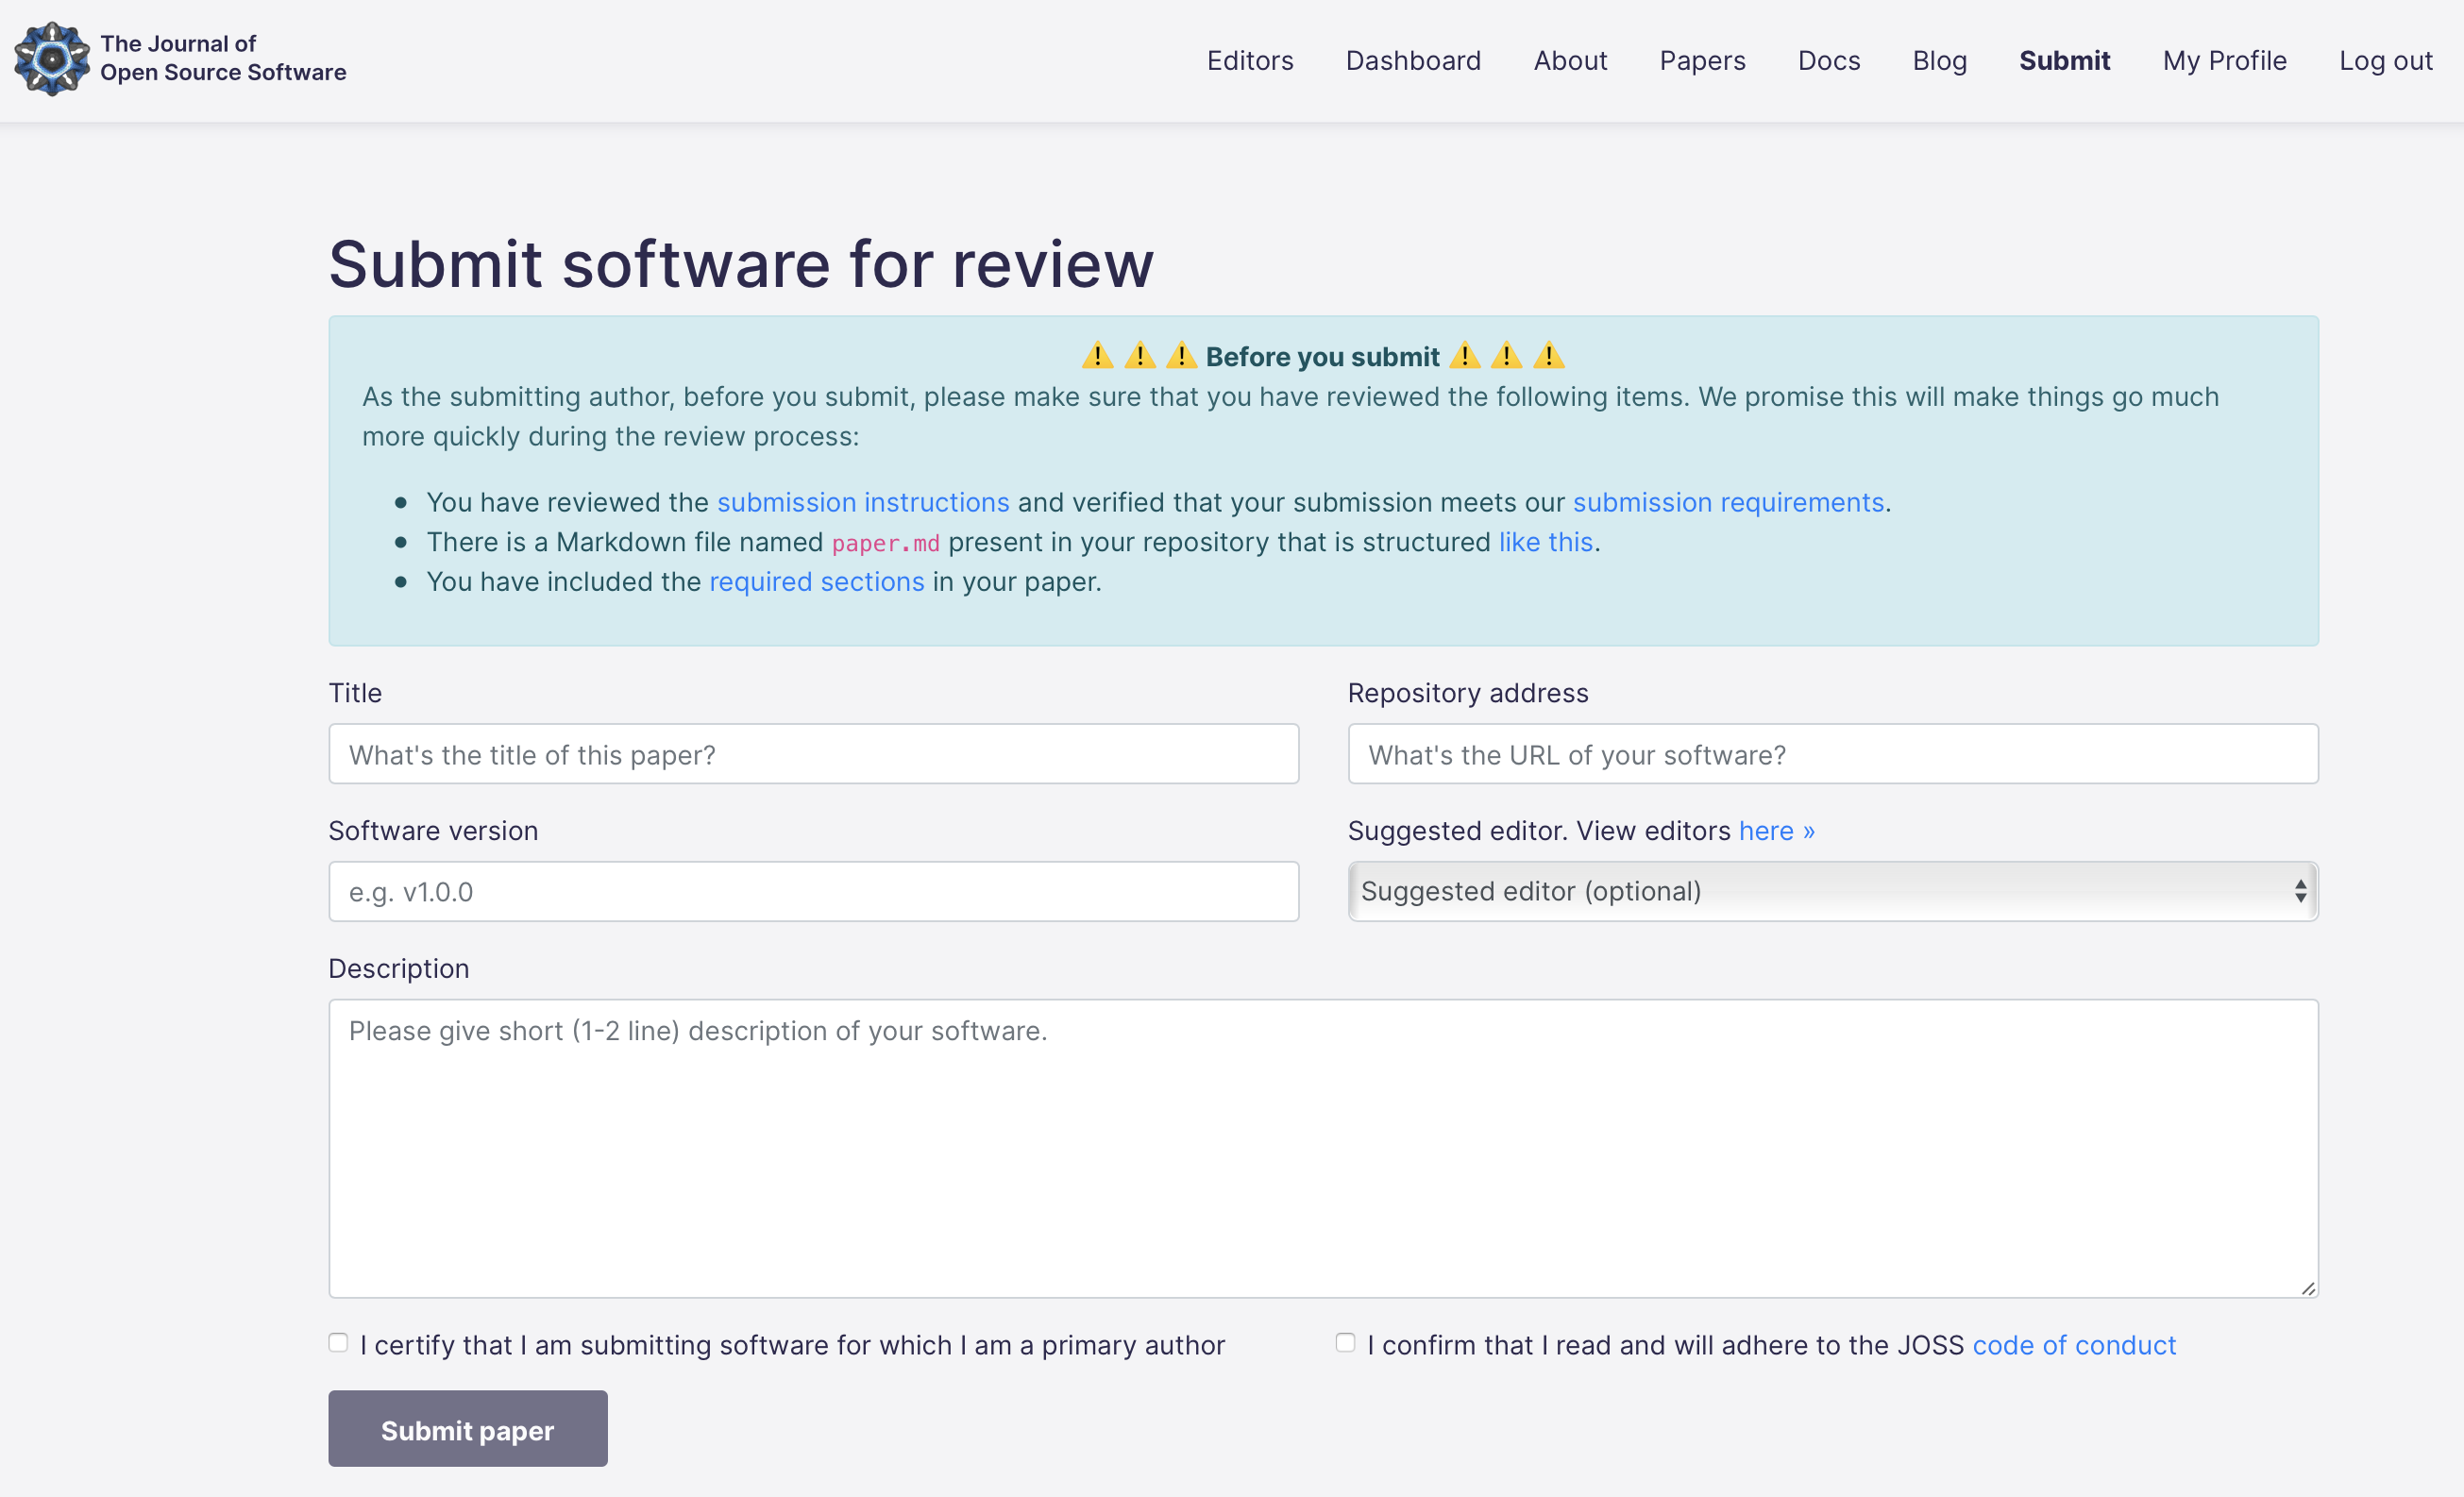 The Journal of
Open Source Software
Editors Dashboard About Papers Docs Blog Submit My Profile Log out
Submit software for review
⚠️ ⚠️ ⚠️ Before you submit ⚠️ ⚠️ ⚠️
As the submitting author, before you submit, please make sure that you have reviewed the following items. We promise this will make things go much
more quickly during the review process:
• You have reviewed the submission instructions and verified that your submission meets our submission requirements.
• There is a Markdown file named paper.md present in your repository that is structured like this.
• You have included the required sections in your paper.
Title
What's the title of this paper?
Repository address
What's the URL of your software?
Software version
e.g. v1.0.0
Suggested editor. View editors here »
Suggested editor (optional)
Description
Please give short (1-2 line) description of your software.
I certify that I am submitting software for which I am a primary author
I confirm that I read and will adhere to the JOSS code of conduct
Submit paper